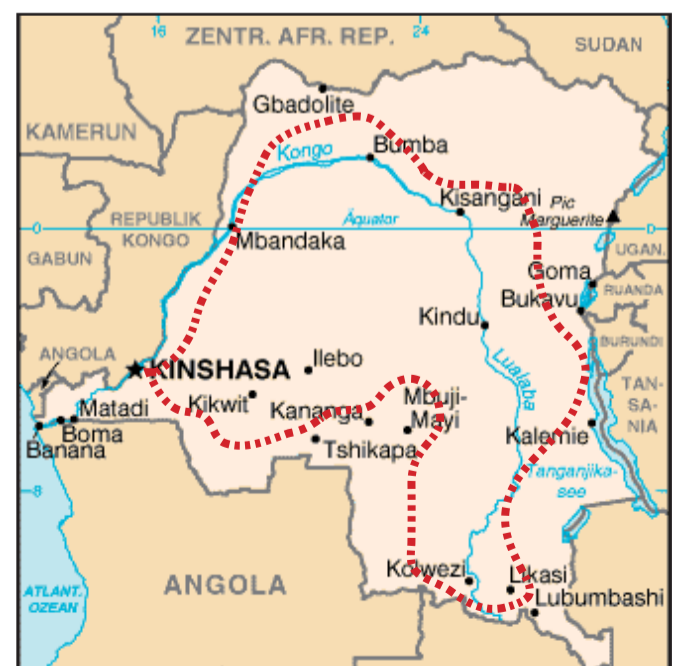 16
24
ZENTR. AFR. REP.
SUDAN
Gbadolite
KAMERUN
Kongo
Bumba
Kisangani
Pic
Marguerite
REPUBLIK
KONGO
Äquator
0
0
Mbandaka
UGAN.
GABUN
Goma
RUANDA
Bukavu
Kindu
BURUNDI
ANGOLA
KINSHASA
Ilebo
Lualaba
TAN-
SA-
NIA
Kikwit
Mbuji-
Mayi
Matadi
Kananga
Boma
Kalemie
Banana
Tshikapa
Tanganjika-
see
8
8
Kolwezi
Likasi
ANGOLA
ATLANT.
OZEAN
Lubumbashi